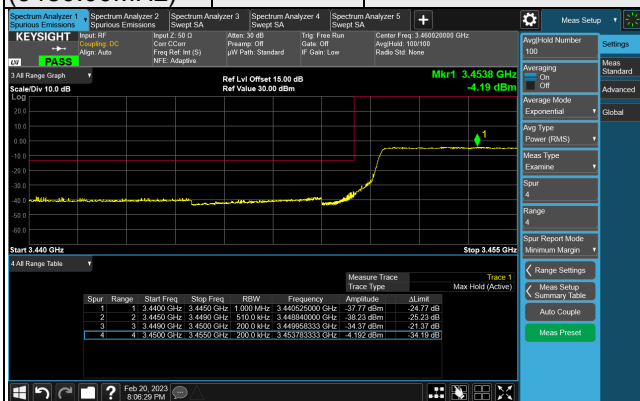 Spectrum Analyzer 1 Spurious Emissions
Spectrum Analyzer 2 Spurious Emissions
Spectrum Analyzer 3 Swept SA
Spectrum Analyzer 4 Swept SA
Spectrum Analyzer 5 Swept SA
+
Meas Setup
KEYSIGHT
Input: RF
Coupling: DC
Align: Auto
Input Z: 50 Ω
Corr CCorr
Freq Ref: Int (S)
NFE: Adaptive
Atten: 30 dB
Preamp: Off
µW Path: Standard
Trig: Free Run
Gate: Off
IF Gain: Low
Center Freq: 3.460020000 GHz
Avg|Hold: 100/100
Radio Std: None
LXI
PASS
3 All Range Graph
Scale/Div 10.0 dB
Ref Lvl Offset 15.00 dB
Ref Value 30.00 dBm
Mkr1 3.4538 GHz
-4.19 dBm
Log
20.0
10.0
0.00
-10.0
-20.0
-30.0
-40.0
-50.0
-60.0
1
Start 3.440 GHz
Stop 3.455 GHz
4 All Range Table
Measure Trace Trace 1
Trace Type Max Hold (Active)
Spur Range Start Freq Stop Freq RBW Frequency Amplitude ΔLimit
1 1 3.4400 GHz 3.4450 GHz 1.000 MHz 3.440525000 GHz -37.77 dBm -24.77 dB
2 2 3.4450 GHz 3.4490 GHz 510.0 kHz 3.448840000 GHz -38.23 dBm -25.23 dB
3 3 3.4490 GHz 3.4500 GHz 200.0 kHz 3.449958333 GHz -34.37 dBm -21.37 dB
4 4 3.4500 GHz 3.4550 GHz 200.0 kHz 3.453783333 GHz -4.192 dBm -34.19 dB
Avg|Hold Number
100
Averaging
On
Off
Average Mode
Exponential
Avg Type
Power (RMS)
Meas Type
Examine
Spur
4
Range
4
Spur Report Mode
Minimum Margin
Range Settings
Meas Setup Summary Table
Auto Couple
Meas Preset
Settings
Meas Standard
Advanced
Global
?
Feb 20, 2023
8:06:29 PM